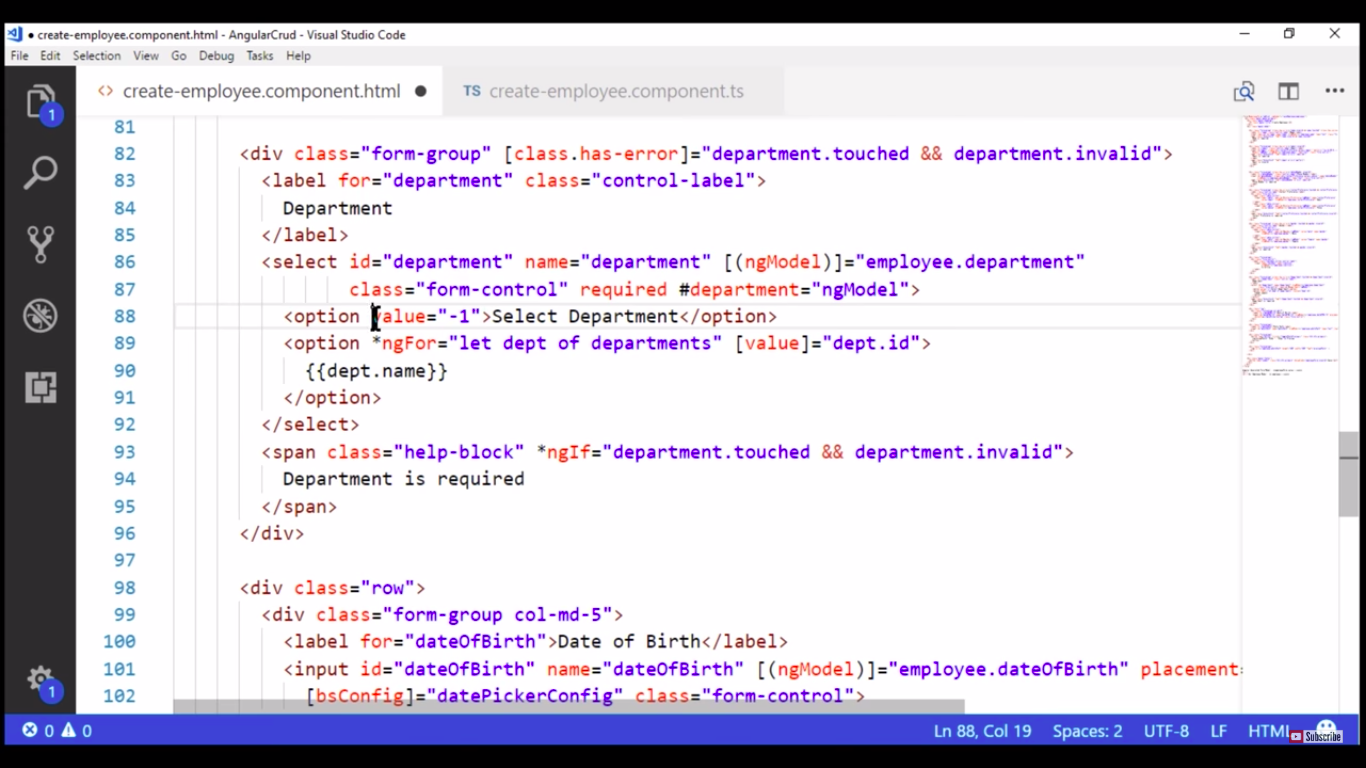 create-employee.component.html - AngularCrud - Visual Studio Code
File Edit Selection View Go Debug Tasks Help
create-employee.component.html TS create-employee.component.ts
81
82 <div class="form-group" [class.has-error]="department.touched && department.invalid">
83 <label for="department" class="control-label">
84 Department
85 </label>
86 <select id="department" name="department" [(ngModel)]="employee.department"
87 class="form-control" required #department="ngModel">
88 <option value="-1">Select Department</option>
89 <option *ngFor="let dept of departments" [value]="dept.id">
90 {{dept.name}}
91 </option>
92 </select>
93 <span class="help-block" *ngIf="department.touched && department.invalid">
94 Department is required
95 </span>
96 </div>
97
98 <div class="row">
99 <div class="form-group col-md-5">
100 <label for="dateOfBirth">Date of Birth</label>
101 <input id="dateOfBirth" name="dateOfBirth" [(ngModel)]="employee.dateOfBirth" placement=
102 [bsConfig]="datePickerConfig" class="form-control">
1
1
0 0 Ln 88, Col 19 Spaces: 2 UTF-8 LF HTML
Subscribe